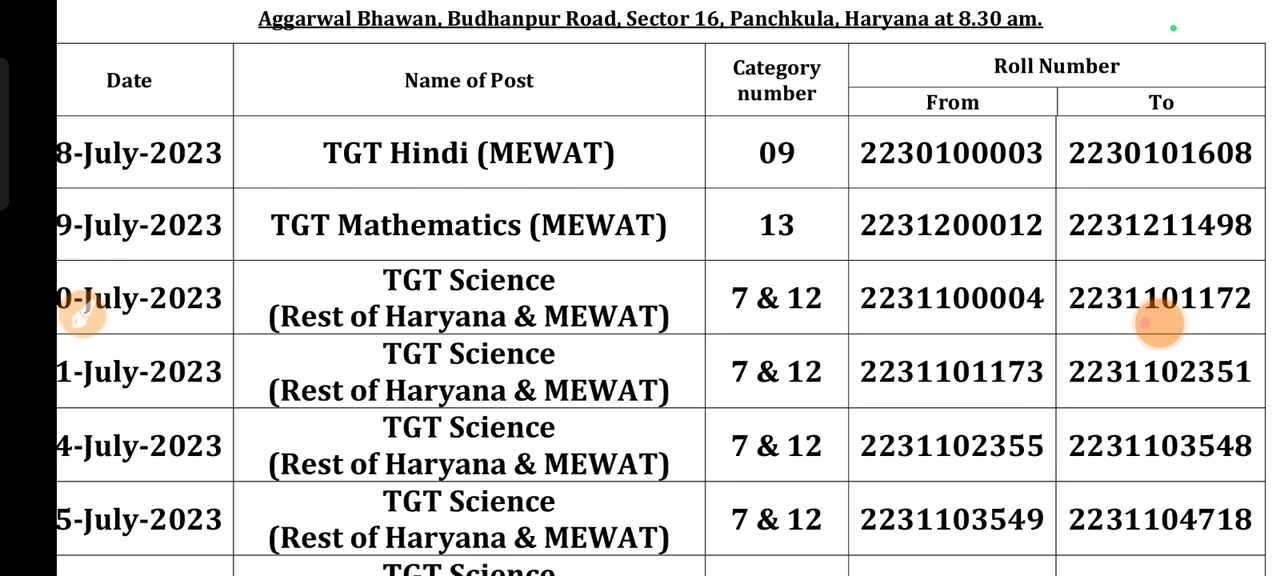 Aggarwal Bhawan, Budhanpur Road, Sector 16, Panchkula, Haryana at 8.30 am.
Date Name of Post Category number Roll Number
From To
8-July-2023 TGT Hindi (MEWAT) 09 2230100003 2230101608
9-July-2023 TGT Mathematics (MEWAT) 13 2231200012 2231211498
0-July-2023 TGT Science (Rest of Haryana & MEWAT) 7 & 12 2231100004 2231101172
1-July-2023 TGT Science (Rest of Haryana & MEWAT) 7 & 12 2231101173 2231102351
4-July-2023 TGT Science (Rest of Haryana & MEWAT) 7 & 12 2231102355 2231103548
5-July-2023 TGT Science (Rest of Haryana & MEWAT) 7 & 12 2231103549 2231104718
TGT Science